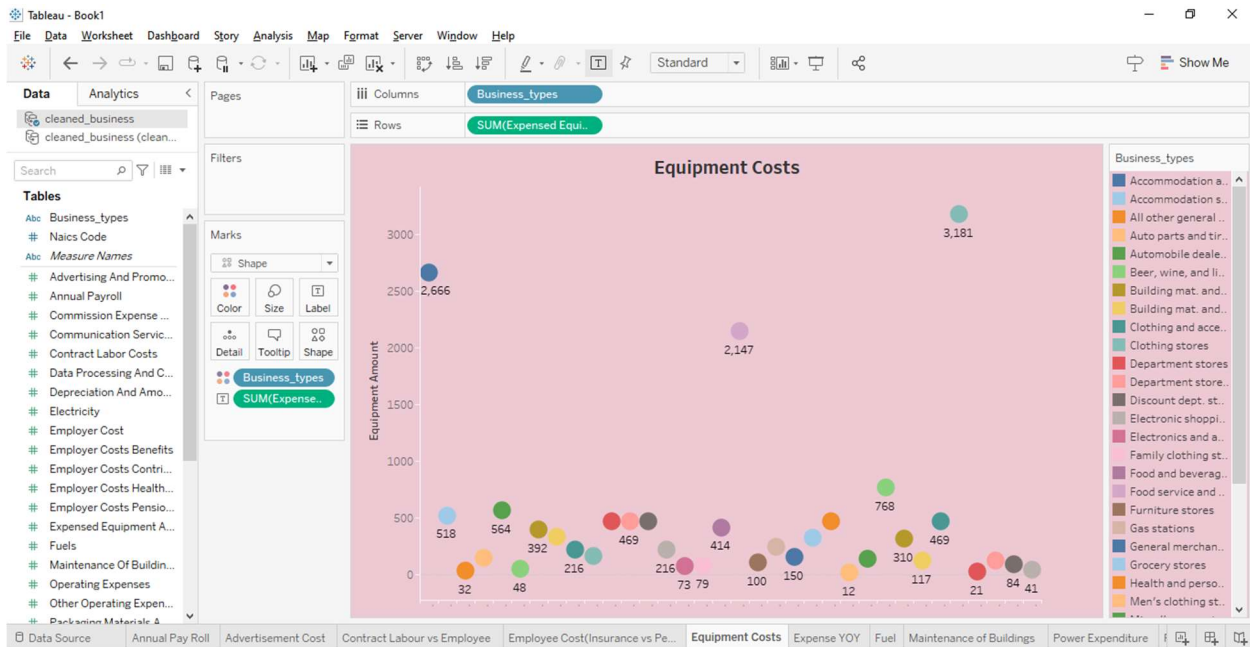 Tableau - Book1
File Data Worksheet Dashboard Story Analysis Map Format Server Window Help
Standard
Show Me
Data Analytics
cleaned_business
cleaned_business (clean...
Search
Tables
Abc Business_types
# Naics Code
Abc Measure Names
# Advertising And Promo...
# Annual Payroll
# Commission Expense ...
# Communication Servic...
# Contract Labor Costs
# Data Processing And C...
# Depreciation And Amo...
# Electricity
# Employer Cost
# Employer Costs Benefits
# Employer Costs Contri...
# Employer Costs Health...
# Employer Costs Pensio...
# Expensed Equipment A...
# Fuels
# Maintenance Of Buildin...
# Operating Expenses
# Other Operating Expen...
# Packaging Materials A...
Pages
Filters
Marks
Shape
Color Size Label
Detail Tooltip Shape
Business_types
SUM(Expense..
Columns Business_types
Rows SUM(Expensed Equi..
Equipment Costs
Equipment Amount
3000
2500
2000
1500
1000
500
0
2,666
518
32
564
48
392
216
469
216
73
79
414
2,147
100
150
12
768
310
117
469
3,181
21
84
41
Business_types
Accommodation a..
Accommodation s..
All other general ..
Auto parts and tir..
Automobile deale..
Beer, wine, and li..
Building mat. and..
Building mat. and..
Clothing and acce..
Clothing stores
Department stores
Department store..
Discount dept. st..
Electronic shoppi..
Electronics and a..
Family clothing st..
Food and beverag..
Food service and ..
Furniture stores
Gas stations
General merchan..
Grocery stores
Health and perso..
Men's clothing st..
Data Source Annual Pay Roll Advertisement Cost Contract Labour vs Employee Employee Cost(Insurance vs Pe... Equipment Costs Expense YOY Fuel Maintenance of Buildings Power Expenditure